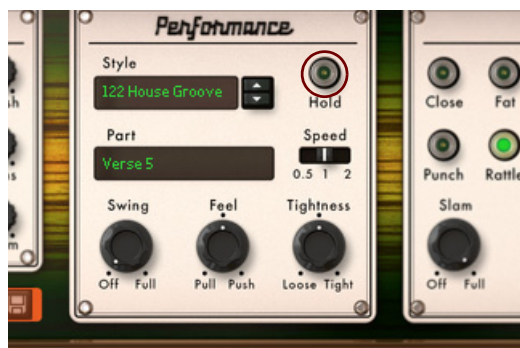 Performance
Style
122 House Groove
Hold
Part
Verse 5
Speed
0.5 1 2
Swing
Feel
Tightness
Off Full
Pull Push
Loose Tight
Close Fat
Punch Rattle
Slam
Off Full